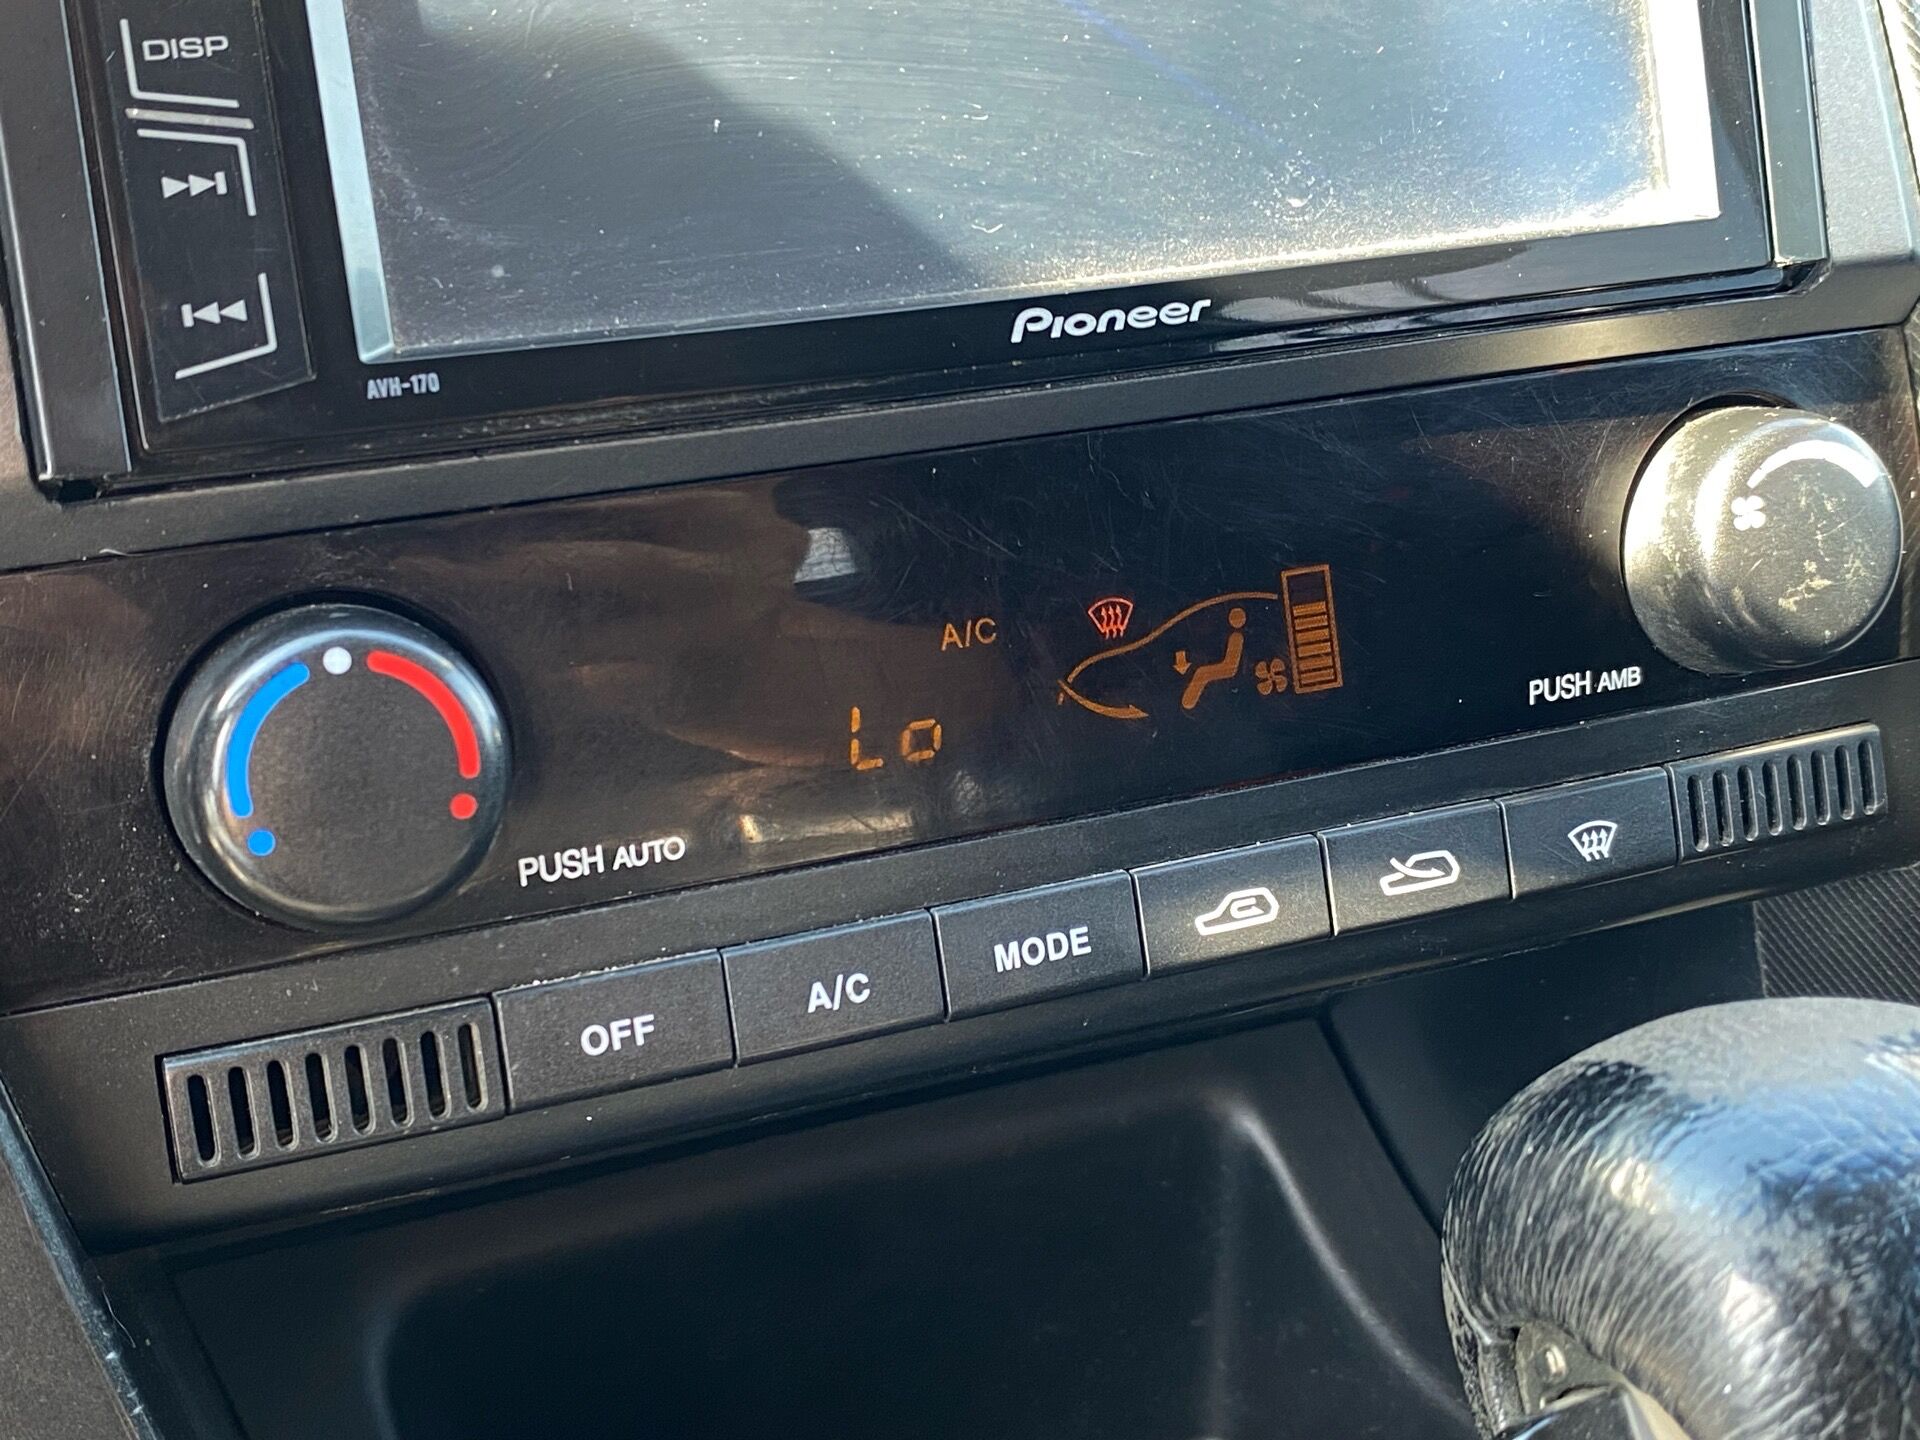 DISP
Pioneer
AVH-170
A/C
Lo
PUSH AMB
PUSH AUTO
OFF
A/C
MODE